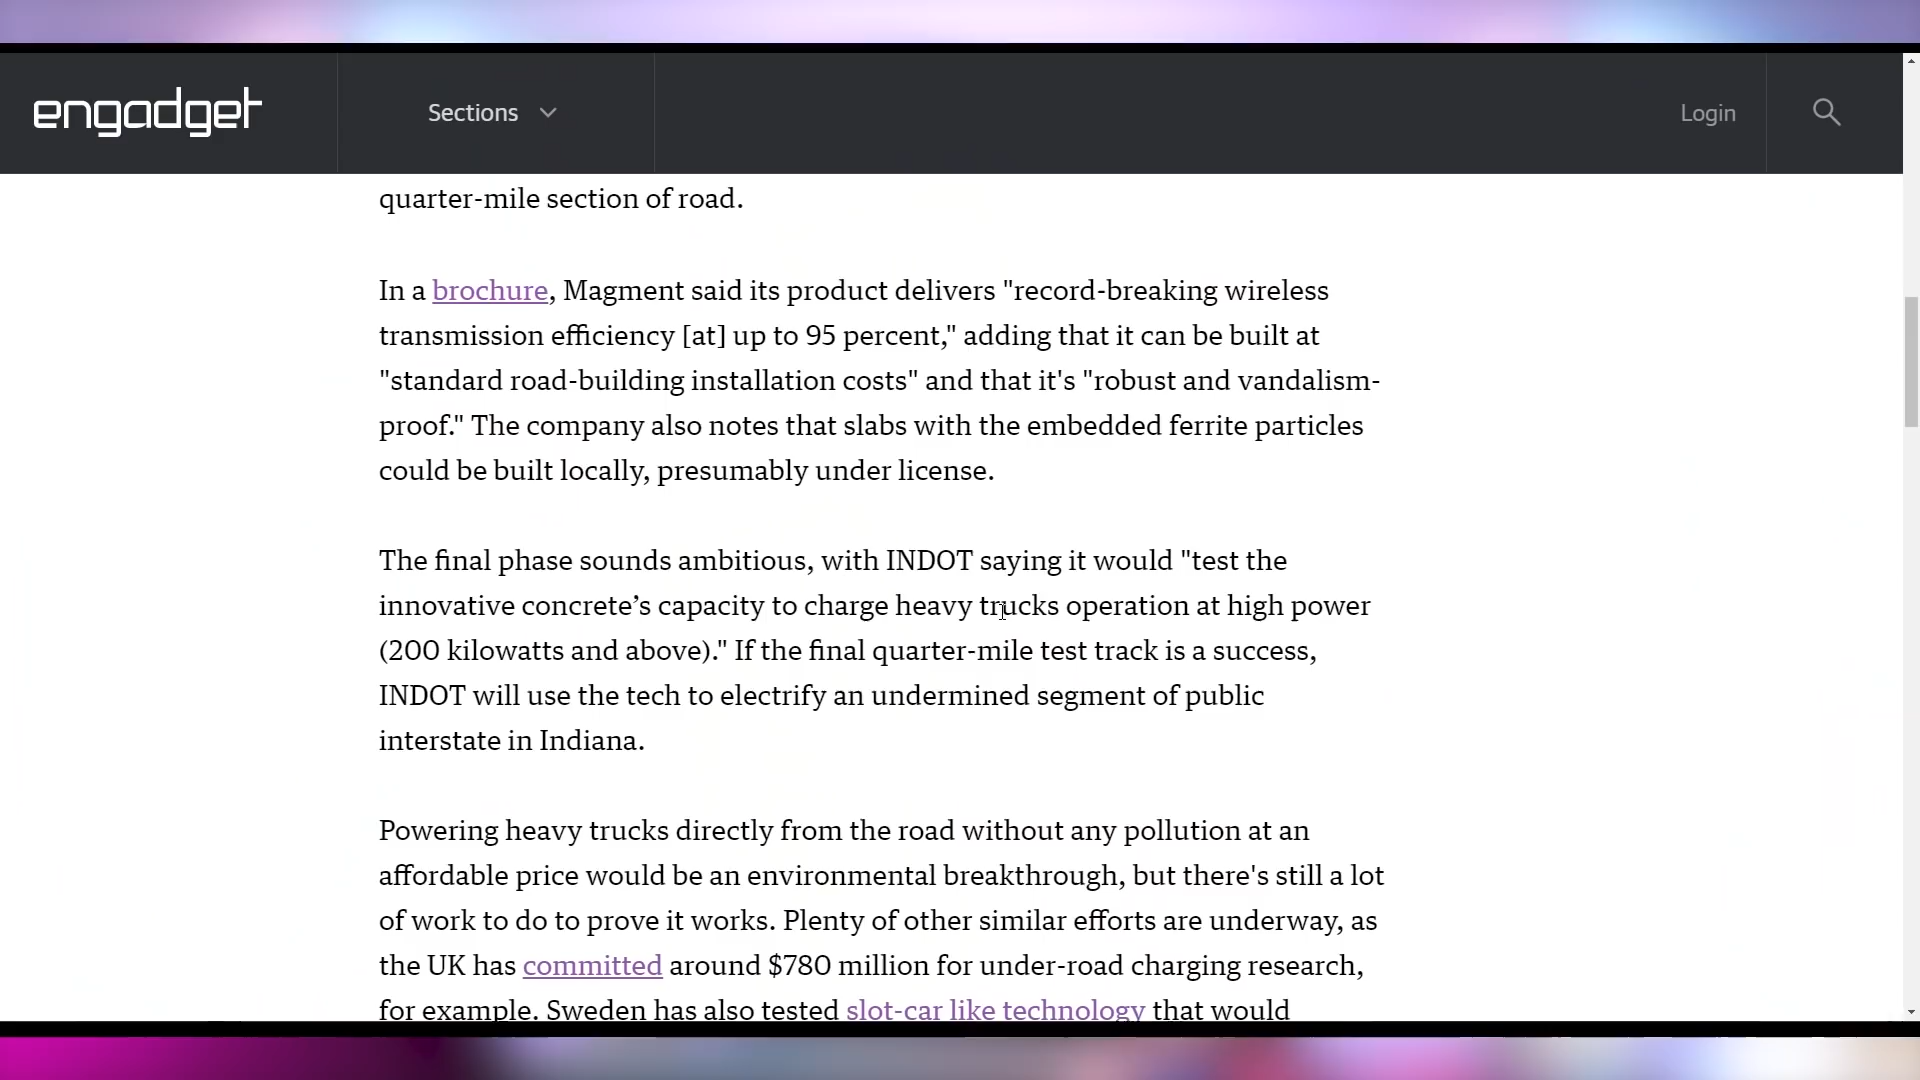 engadget
Sections
Login
quarter-mile section of road.
In a brochure, Magment said its product delivers "record-breaking wireless
transmission efficiency [at] up to 95 percent," adding that it can be built at
"standard road-building installation costs" and that it's "robust and vandalism-
proof." The company also notes that slabs with the embedded ferrite particles
could be built locally, presumably under license.
The final phase sounds ambitious, with INDOT saying it would "test the
innovative concrete’s capacity to charge heavy trucks operation at high power
(200 kilowatts and above)." If the final quarter-mile test track is a success,
INDOT will use the tech to electrify an undermined segment of public
interstate in Indiana.
Powering heavy trucks directly from the road without any pollution at an
affordable price would be an environmental breakthrough, but there's still a lot
of work to do to prove it works. Plenty of other similar efforts are underway, as
the UK has committed around $780 million for under-road charging research,
for example. Sweden has also tested slot-car like technology that would